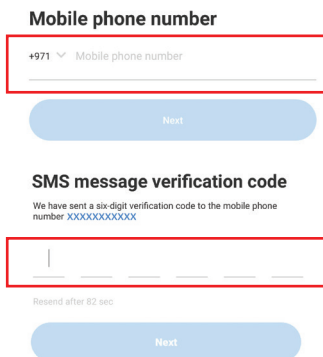 Mobile phone number
+971 Mobile phone number
Next
SMS message verification code
We have sent a six-digit verification code to the mobile phone
number XXXXXXXXXXX
Resend after 82 sec
Next